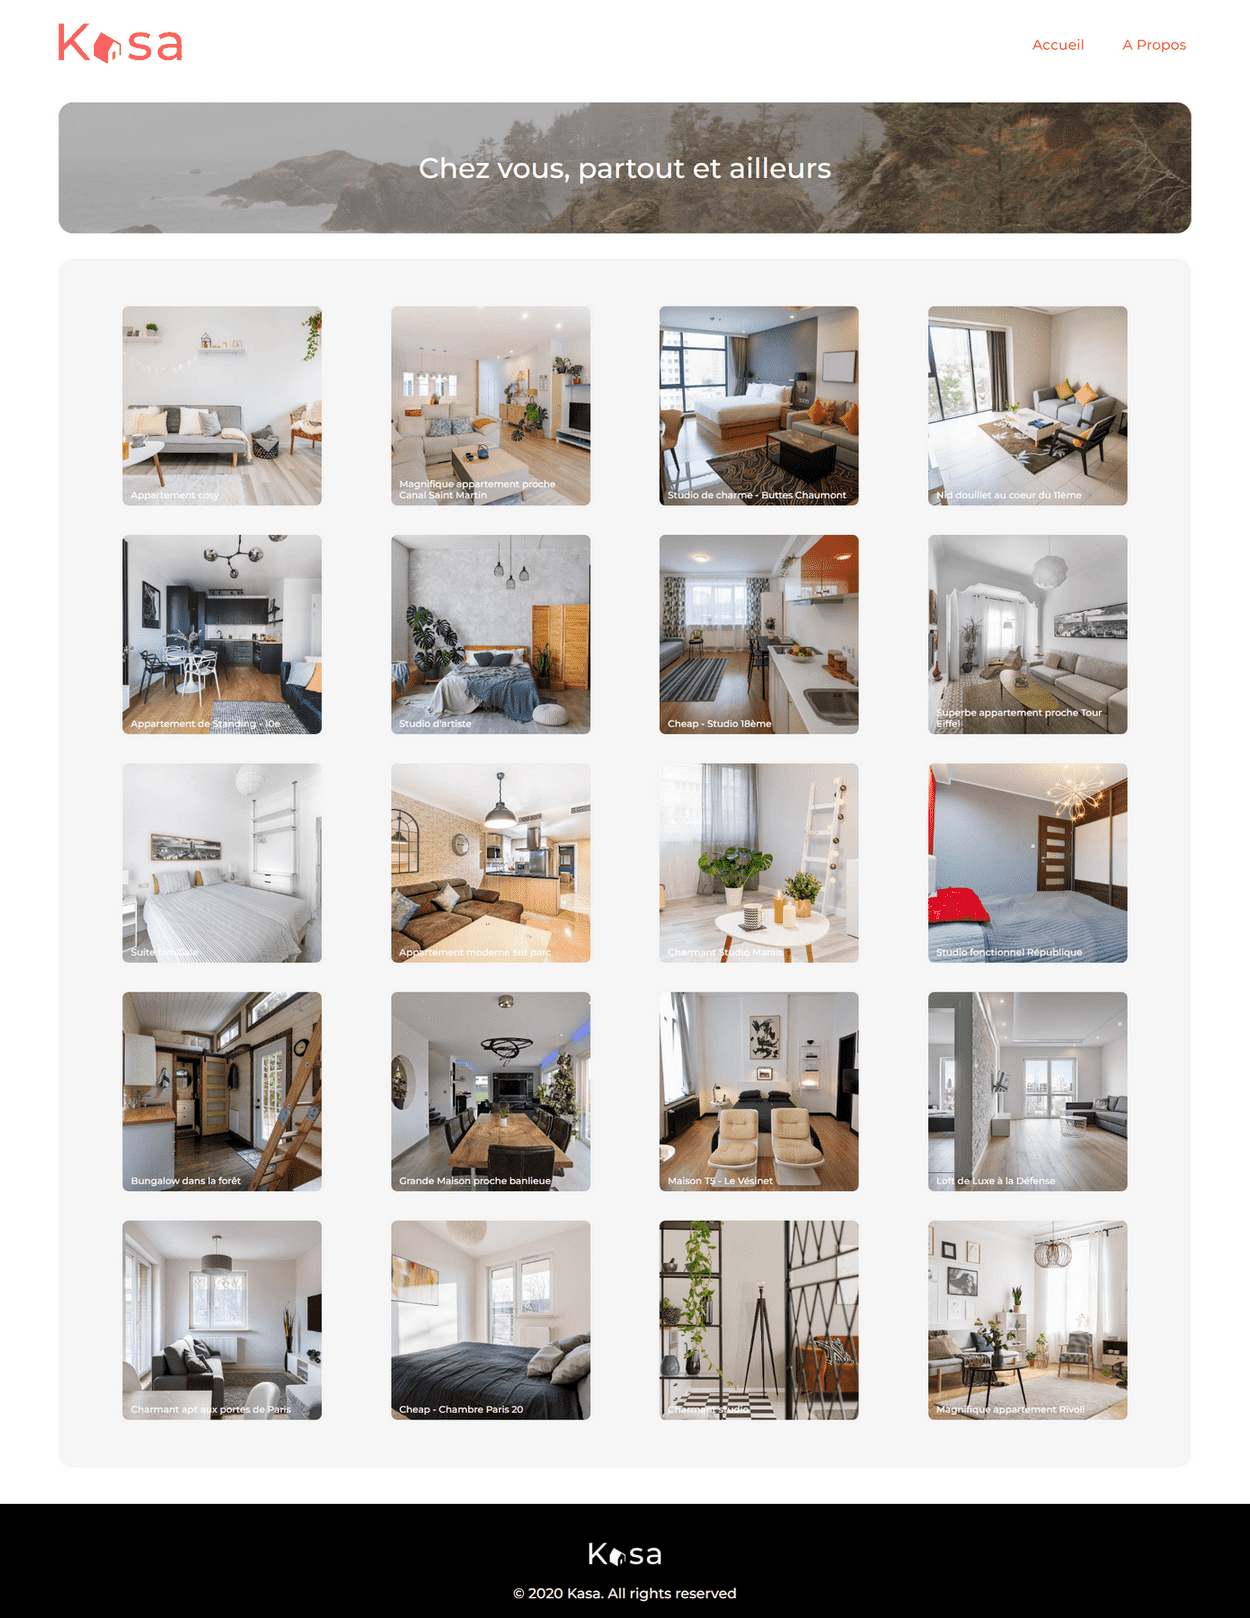 Kasa
Accueil
A Propos
Chez vous, partout et ailleurs
Appartement cosy
Magnifique appartement proche
Canal Saint Martin
Studio de charme - Buttes Chaumont
Nid douillet au coeur du 11ème
Appartement de Standing - 10e
Studio d'artiste
Cheap - Studio 18ème
Superbe appartement proche Tour
Eiffel
Suite familiale
Appartement moderne sur parc
Charmant Studio Marais
Studio fonctionnel République
Bungalow dans la forêt
Grande Maison proche banlieue
Maison T5 - Le Vésinet
Loft de Luxe à la Défense
Charmant apt aux portes de Paris
Cheap - Chambre Paris 20
Charmant studio
Magnifique appartement Rivoli
Kasa
© 2020 Kasa. All rights reserved